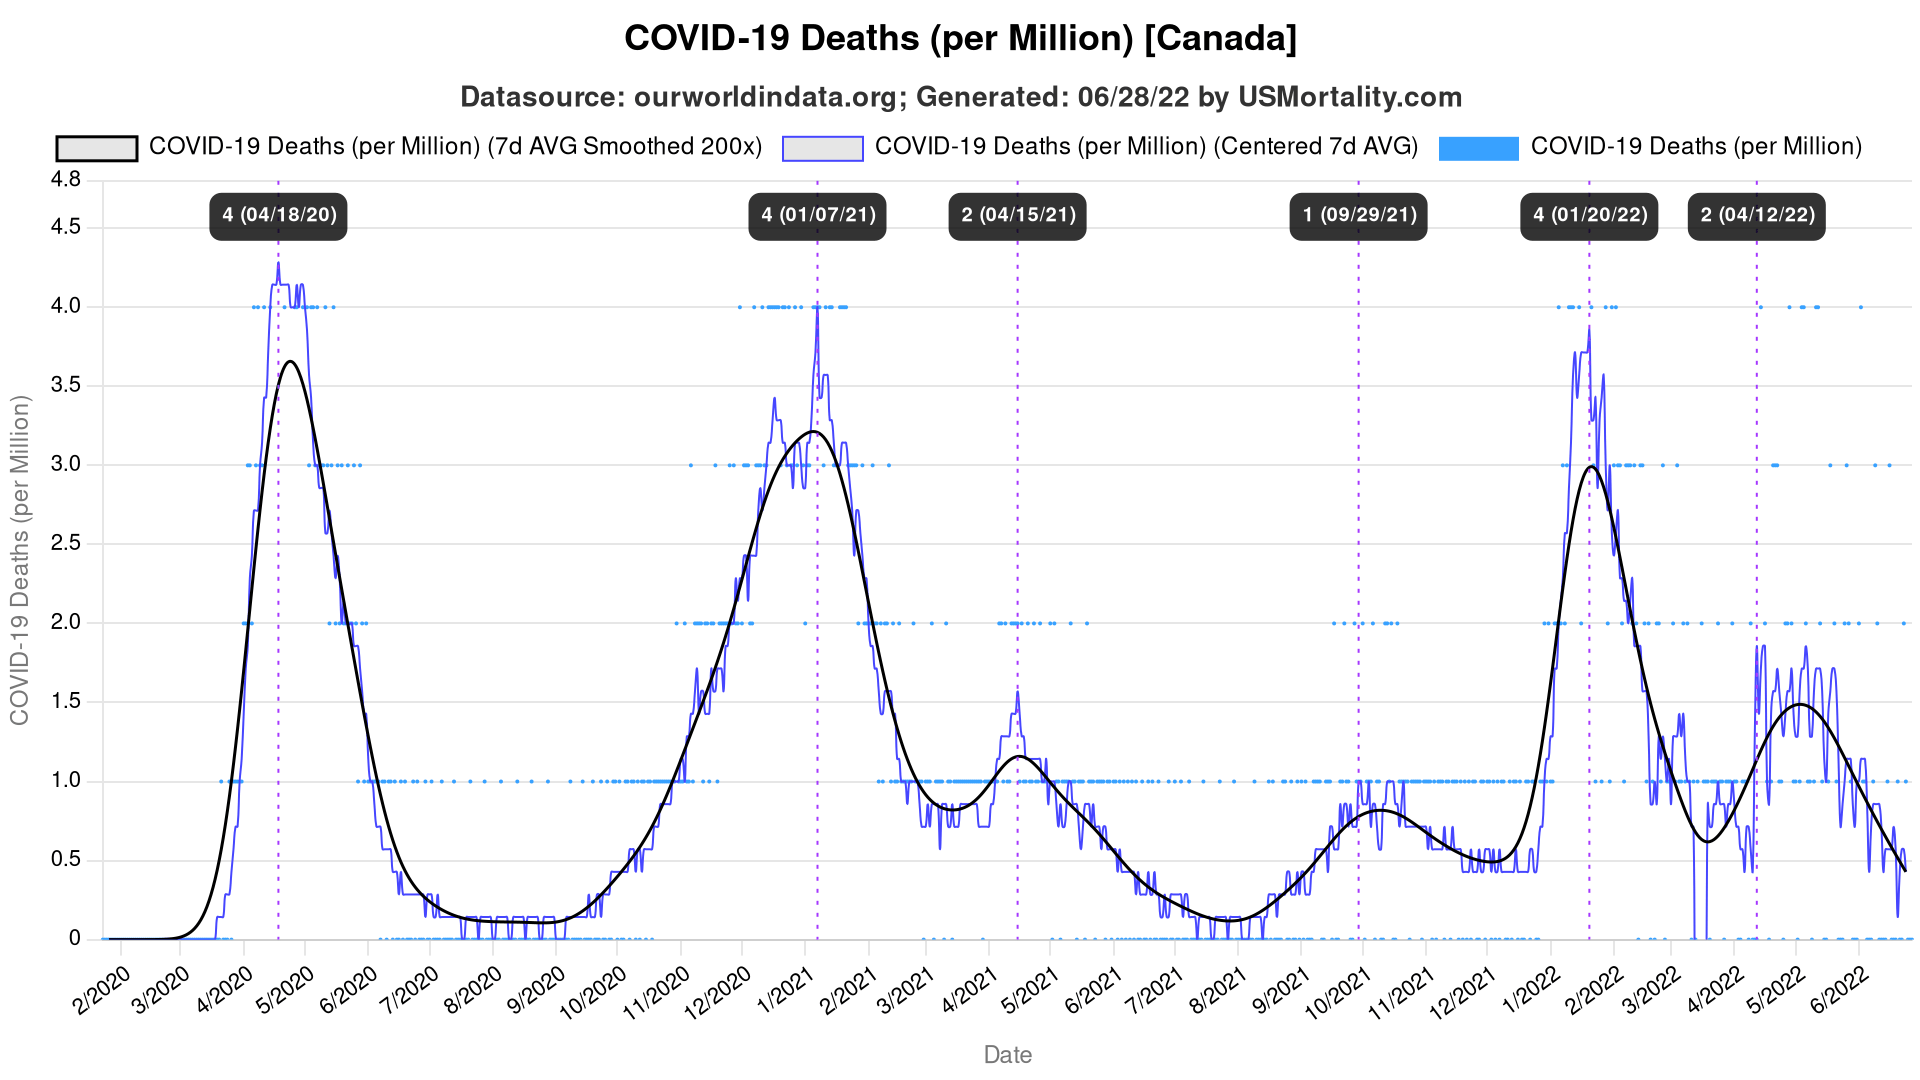 COVID-19 Deaths (per Million) [Canada]
Datasource: ourworldindata.org; Generated: 06/28/22 by USMortality.com
COVID-19 Deaths (per Million) (7d AVG Smoothed 200x) COVID-19 Deaths (per Million) (Centered 7d AVG) COVID-19 Deaths (per Million)
4 (04/18/20) 4 (01/07/21) 2 (04/15/21) 1 (09/29/21) 4 (01/20/22) 2 (04/12/22)
COVID-19 Deaths (per Million)
4.8
4.5
4.0
3.5
3.0
2.5
2.0
1.5
1.0
0.5
0
2/2020 3/2020 4/2020 5/2020 6/2020 7/2020 8/2020 9/2020 10/2020 11/2020 12/2020 1/2021 2/2021 3/2021 4/2021 5/2021 6/2021 7/2021 8/2021 9/2021 10/2021 11/2021 12/2021 1/2022 2/2022 3/2022 4/2022 5/2022 6/2022
Date